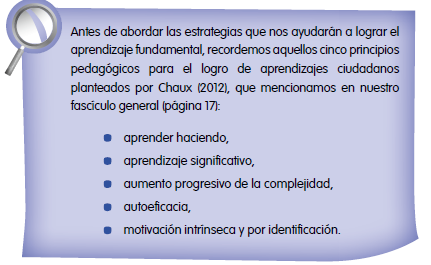 Antes de abordar las estrategias que nos ayudarán a lograr el
aprendizaje fundamental, recordemos aquellos cinco principios
pedagógicos para el logro de aprendizajes ciudadanos
planteados por Chaux (2012), que mencionamos en nuestro
fascículo general (página 17):
• aprender haciendo,
• aprendizaje significativo,
• aumento progresivo de la complejidad,
• autoeficacia,
• motivación intrínseca y por identificación.